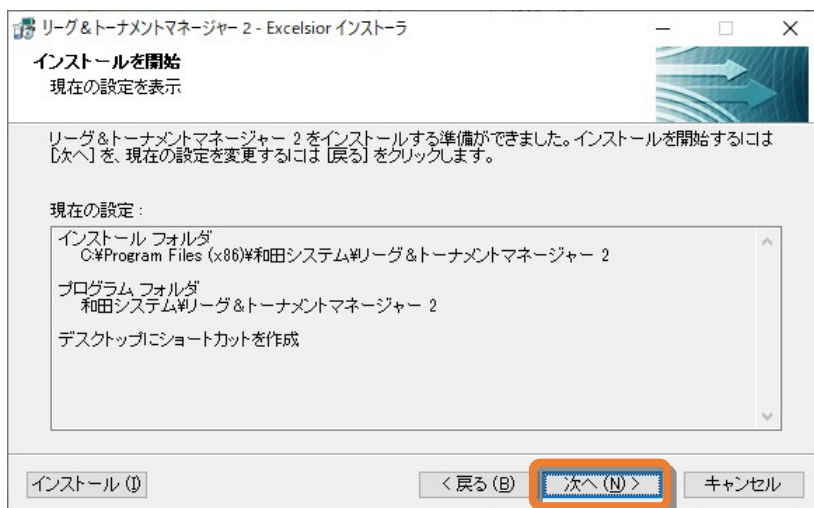 リーグ&トーナメントマネージャー 2 - Excelsior インストーラ
インストールを開始
現在の設定を表示
リーグ&トーナメントマネージャー 2 をインストールする準備ができました。インストールを開始するには
[次へ] を、現在の設定を変更するには [戻る] をクリックします。
現在の設定 :
インストール フォルダ
C:¥Program Files (x86)¥和田システム¥リーグ&トーナメントマネージャー 2
プログラム フォルダ
和田システム¥リーグ&トーナメントマネージャー 2
デスクトップにショートカットを作成
インストール (I)
< 戻る (B)
次へ (N) >
キャンセル